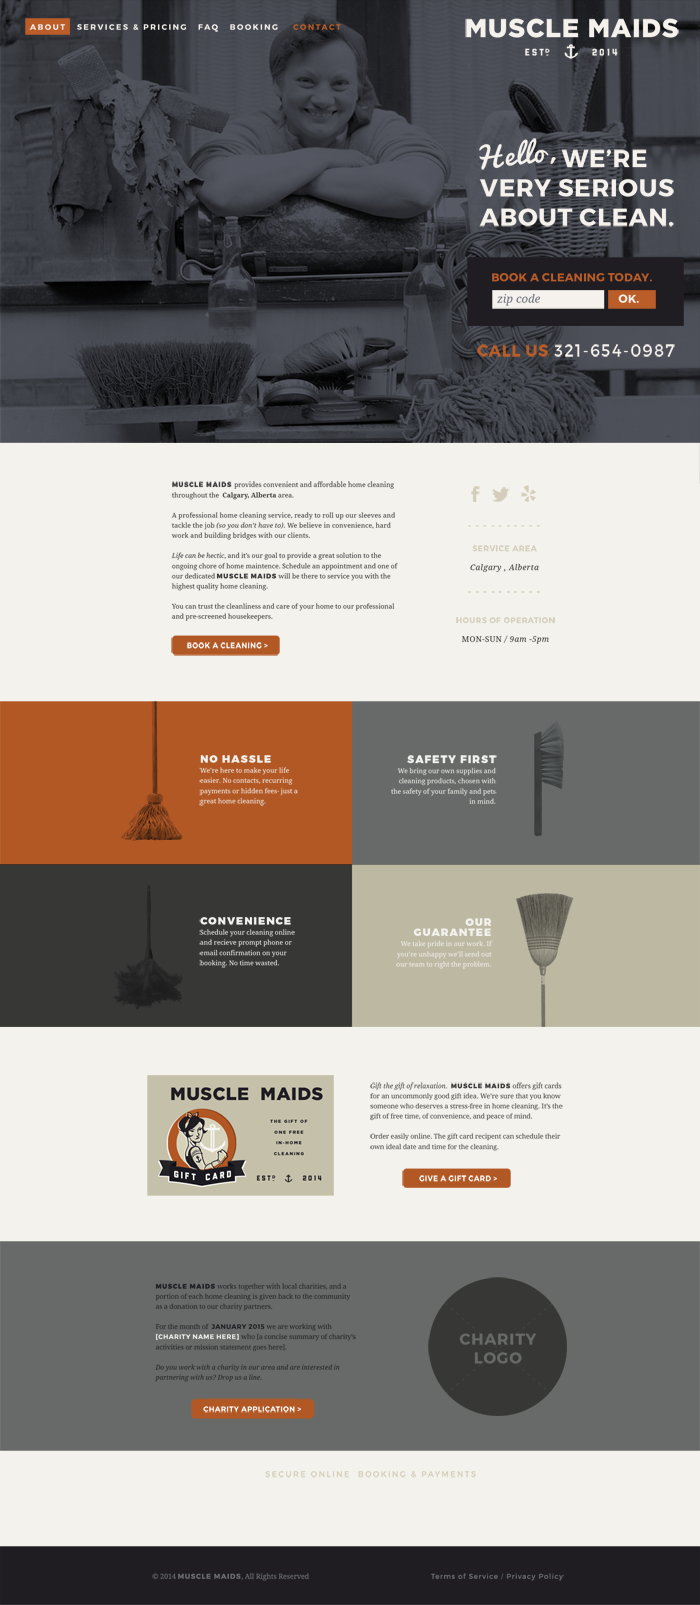 ABOUT SERVICES & PRICING FAQ BOOKING CONTACT
MUSCLE MAIDS
ESTD 2014
Hello, WE'RE
VERY SERIOUS
ABOUT CLEAN.
BOOK A CLEANING TODAY.
zip code OK.
CALL US 321-654-0987
MUSCLE MAIDS provides convenient and affordable home cleaning
throughout the Calgary, Alberta area.
A professional home cleaning service, ready to roll up our sleeves and
tackle the job (so you don't have to). We believe in convenience, hard
work and building bridges with our clients.
Life can be hectic, and it's our goal to provide a great solution to the
ongoing chore of home maintence. Schedule an appointment and one of
our dedicated MUSCLE MAIDS will be there to service you with the
highest quality home cleaning.
You can trust the cleanliness and care of your home to our professional
and pre-screened housekeepers.
BOOK A CLEANING >
SERVICE AREA
Calgary , Alberta
HOURS OF OPERATION
MON-SUN / 9am -5pm
NO HASSLE
We're here to make your life
easier. No contacts, recurring
payments or hidden fees- just a
great home cleaning.
SAFETY FIRST
We bring our own supplies and
cleaning products, chosen with
the safety of your family and pets
in mind.
CONVENIENCE
Schedule your cleaning online
and recieve prompt phone or
email confirmation on your
booking. No time wasted.
OUR
GUARANTEE
We take pride in our work. If
you're unhappy we'll send out
our team to right the problem.
MUSCLE MAIDS
THE GIFT OF
ONE FREE
IN-HOME
CLEANING
GIFT CARD
ESTD 2014
Gift the gift of relaxation. MUSCLE MAIDS offers gift cards
for an uncommonly good gift idea. We're sure that you know
someone who deserves a stress-free in home cleaning. It's the
gift of free time, of convenience, and peace of mind.
Order easily online. The gift card recipent can schedule their
own ideal date and time for the cleaning.
GIVE A GIFT CARD >
MUSCLE MAIDS works together with local charities, and a
portion of each home cleaning is given back to the community
as a donation to our charity partners.
For the month of JANUARY 2015 we are working with
[CHARITY NAME HERE] who [a concise summary of charity's
activities or mission statement goes here].
Do you work with a charity in our area and are interested in
partnering with us? Drop us a line.
CHARITY APPLICATION >
CHARITY
LOGO
SECURE ONLINE BOOKING & PAYMENTS
© 2014 MUSCLE MAIDS, All Rights Reserved
Terms of Service / Privacy Policy